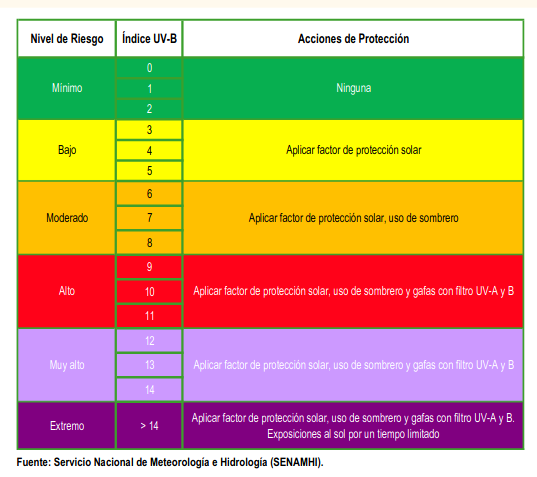 Nivel de Riesgo Índice UV-B Acciones de Protección
0
Mínimo 1 Ninguna
2
3
Bajo 4 Aplicar factor de protección solar
5
6
Moderado 7 Aplicar factor de protección solar, uso de sombrero
8
9
Alto 10 Aplicar factor de protección solar, uso de sombrero y gafas con filtro UV-A y B
11
12
Muy alto 13 Aplicar factor de protección solar, uso de sombrero y gafas con filtro UV-A y B
14
Extremo > 14 Aplicar factor de protección solar, uso de sombrero y gafas con filtro UV-A y B.
Exposiciones al sol por un tiempo limitado
Fuente: Servicio Nacional de Meteorología e Hidrología (SENAMHI).